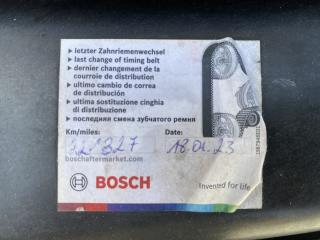 ▸ letzter Zahnriemenwechsel
▸ last change of timing belt
▸ dernier changement de la
courroie de distribution
▸ ultimo cambio de correa
de distribución
▸ ultima sostituzione cinghia
di distribuzione
▸ последняя смена зубчатого ремня
Km/miles: Date:
221327 18.01.23
boschaftermarket.com
BOSCH
Invented for life